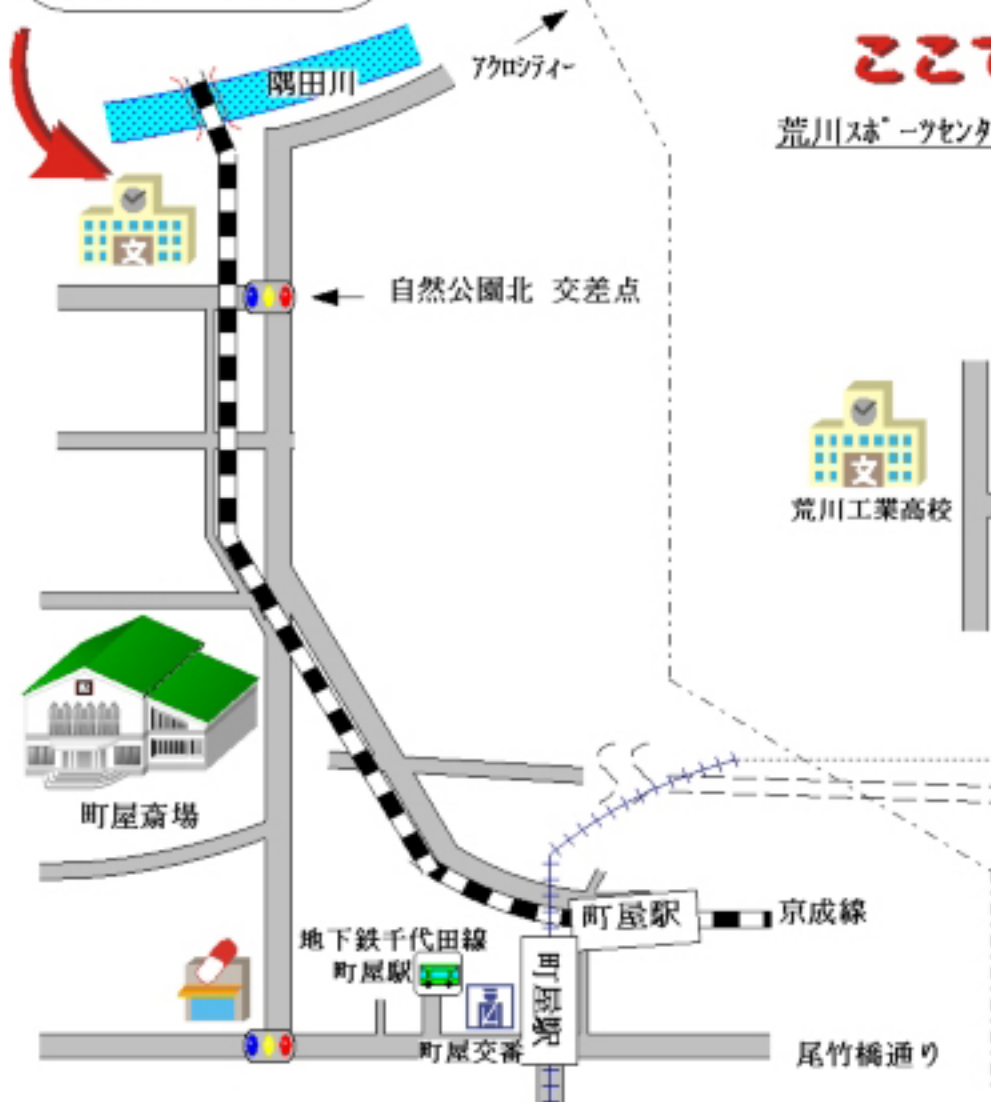 隅田川
アクロシティー
ここ
荒川スポーツセンタ
文
自然公園北 交差点
文
荒川工業高校
町屋斎場
町屋駅
京成線
地下鉄千代田線
町屋駅
町屋駅
町屋交番
尾竹橋通り